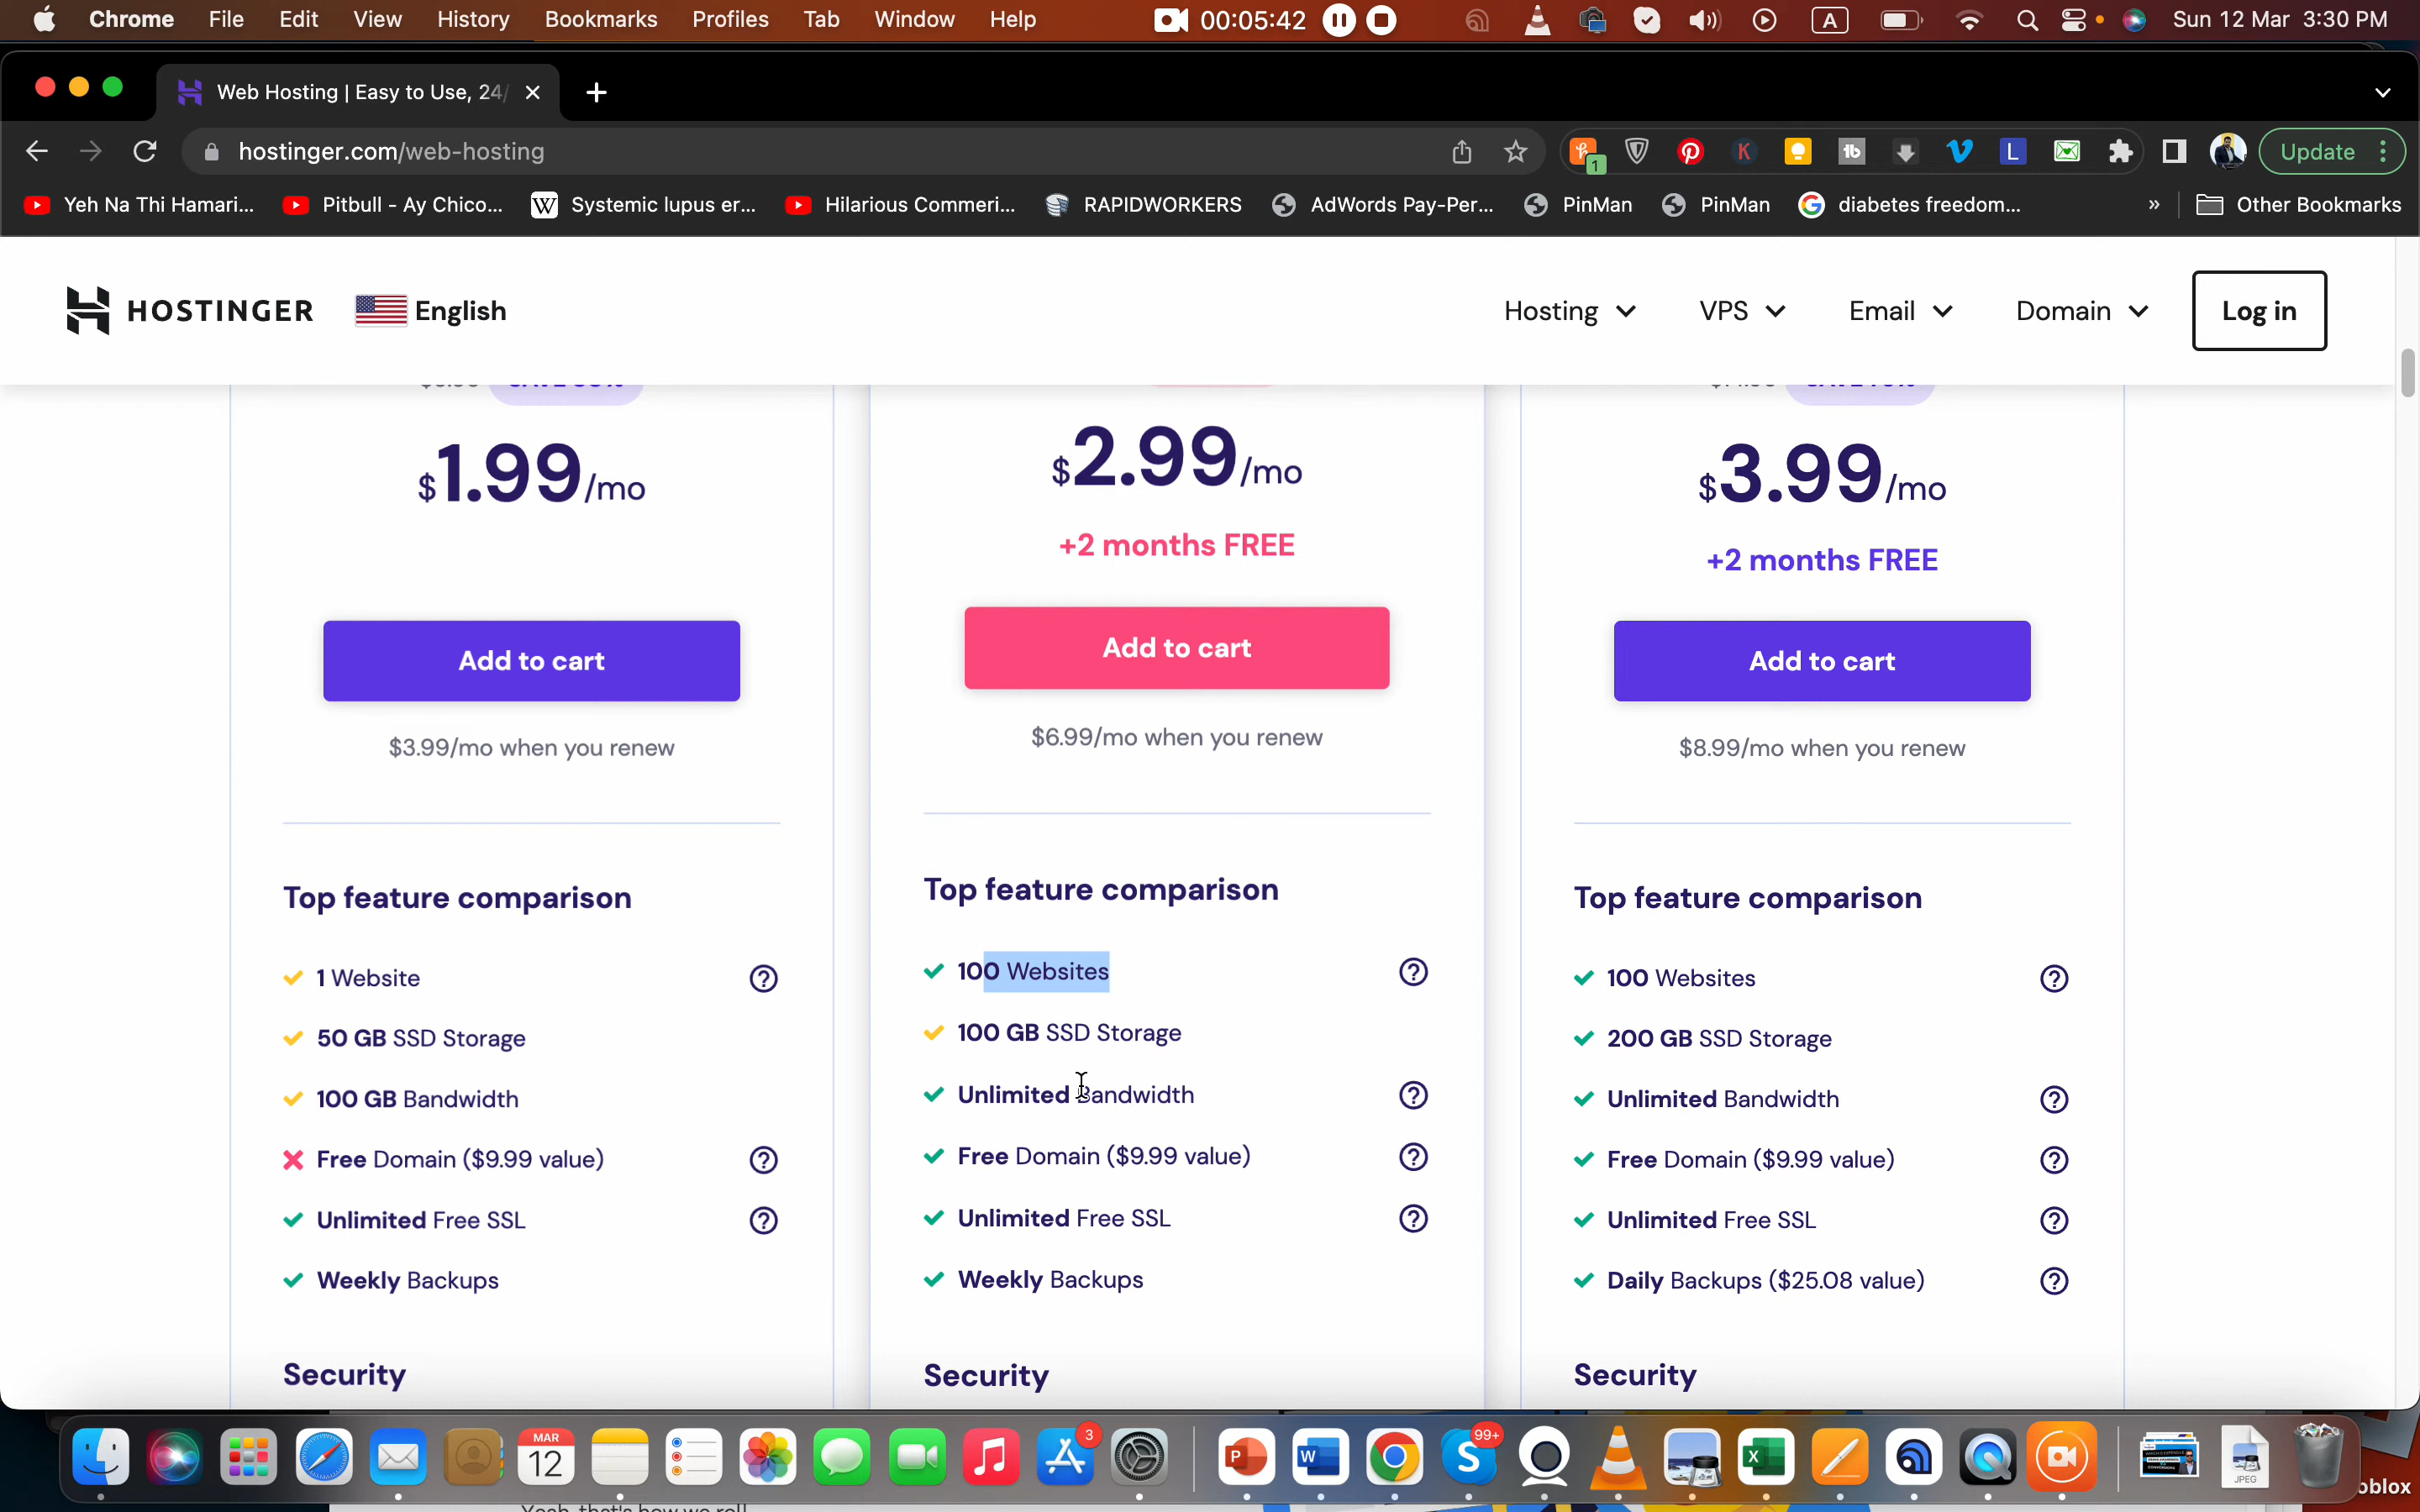 Chrome File Edit View History Bookmarks Profiles Tab Window Help 00:05:42 A Sun 12 Mar 3:30 PM
Web Hosting | Easy to Use, 24/
hostinger.com/web-hosting 1 K tb L Update
Yeh Na Thi Hamari... Pitbull - Ay Chico... W Systemic lupus er... Hilarious Commeri... RAPIDWORKERS AdWords Pay-Per... PinMan PinMan diabetes freedom... » Other Bookmarks
HOSTINGER English Hosting VPS Email Domain Log in
$1.99/mo
$3.99/mo when you renew
Add to cart
Top feature comparison
1 Website
50 GB SSD Storage
100 GB Bandwidth
Free Domain ($9.99 value)
Unlimited Free SSL
Weekly Backups
Security
$2.99/mo
+2 months FREE
Add to cart
$6.99/mo when you renew
Top feature comparison
100 Websites
100 GB SSD Storage
Unlimited Bandwidth
Free Domain ($9.99 value)
Unlimited Free SSL
Weekly Backups
Security
$3.99/mo
+2 months FREE
Add to cart
$8.99/mo when you renew
Top feature comparison
100 Websites
200 GB SSD Storage
Unlimited Bandwidth
Free Domain ($9.99 value)
Unlimited Free SSL
Daily Backups ($25.08 value)
Security
MAR
12
3
99+
JPEG
oblox
Yeah, that's how we roll